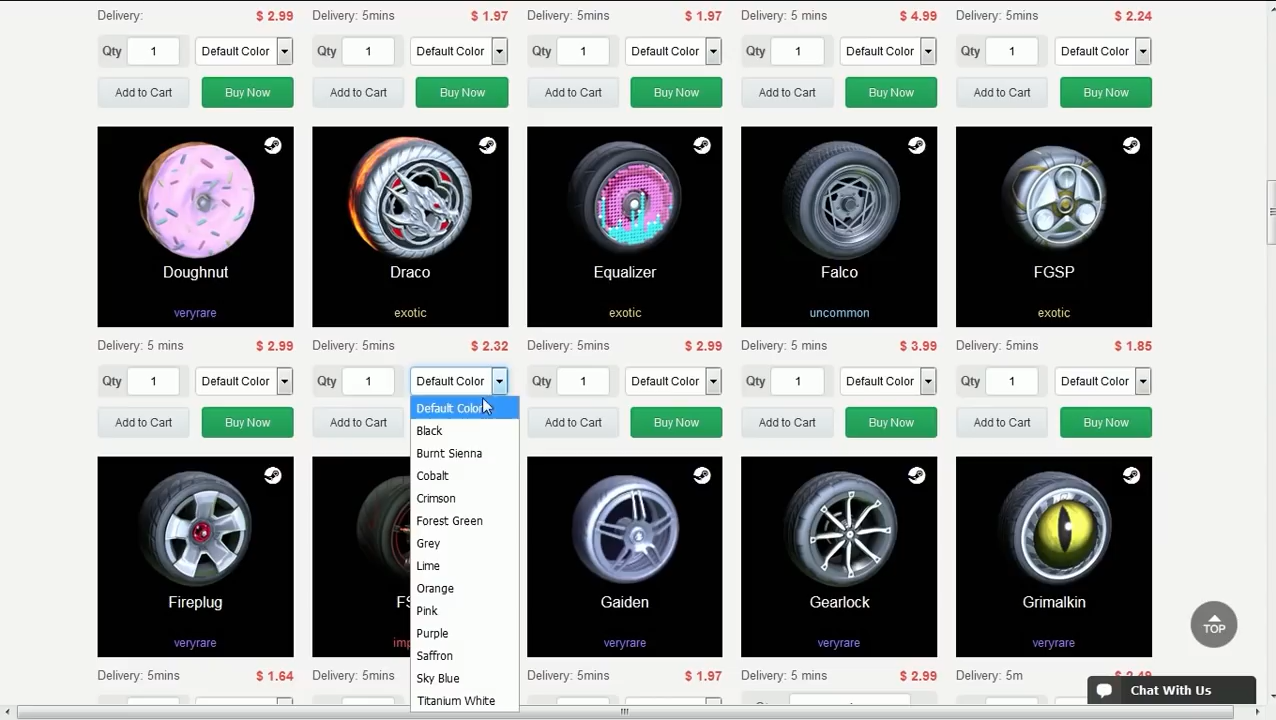 Delivery: $ 2.99 Delivery: 5mins $ 1.97 Delivery: 5mins $ 1.97 Delivery: 5 mins $ 4.99 Delivery: 5mins $ 2.24
Qty 1 Default Color Qty 1 Default Color Qty 1 Default Color Qty 1 Default Color Qty 1 Default Color
Add to Cart Buy Now Add to Cart Buy Now Add to Cart Buy Now Add to Cart Buy Now Add to Cart Buy Now
Doughnut Draco Equalizer Falco FGSP
veryrare exotic exotic uncommon exotic
Delivery: 5 mins $ 2.99 Delivery: 5mins $ 2.32 Delivery: 5mins $ 2.99 Delivery: 5 mins $ 3.99 Delivery: 5mins $ 1.85
Qty 1 Default Color Qty 1 Default Color Qty 1 Default Color Qty 1 Default Color Qty 1 Default Color
Add to Cart Buy Now Add to Cart Add to Cart Buy Now Add to Cart Buy Now Add to Cart Buy Now
Default Color
Black
Burnt Sienna
Cobalt
Crimson
Forest Green
Grey
Lime
Orange
Pink
Purple
Saffron
Sky Blue
Titanium White
Fireplug Gaiden Gearlock Grimalkin
veryrare veryrare veryrare veryrare
Delivery: 5mins $ 1.64 Delivery: 5mins $ 1.97 Delivery: 5mins $ 2.99 Delivery: 5m
TOP
Chat With Us